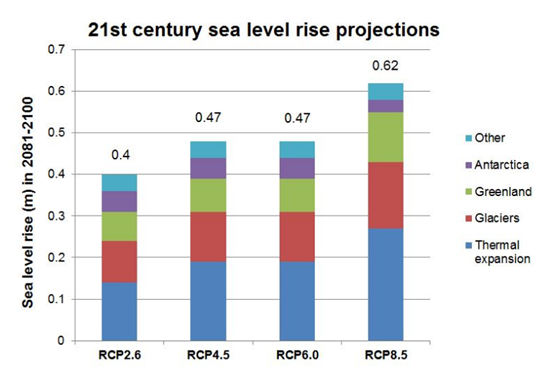 21st century sea level rise projections
Sea level rise (m) in 2081-2100
0.7
0.6
0.5
0.4
0.3
0.2
0.1
0
0.4
0.47
0.47
0.62
RCP2.6
RCP4.5
RCP6.0
RCP8.5
Other
Antarctica
Greenland
Glaciers
Thermal
expansion